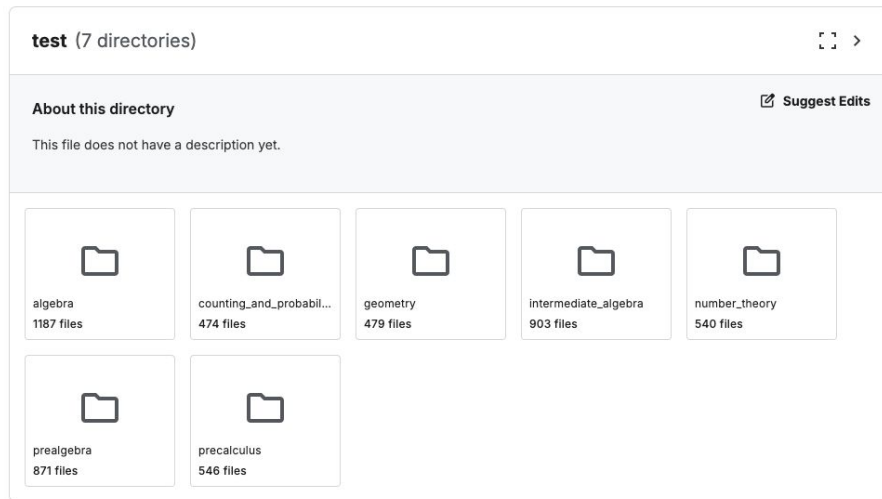 test (7 directories)
About this directory
Suggest Edits
This file does not have a description yet.
algebra
1187 files
counting_and_probabil...
474 files
geometry
479 files
intermediate_algebra
903 files
number_theory
540 files
prealgebra
871 files
precalculus
546 files